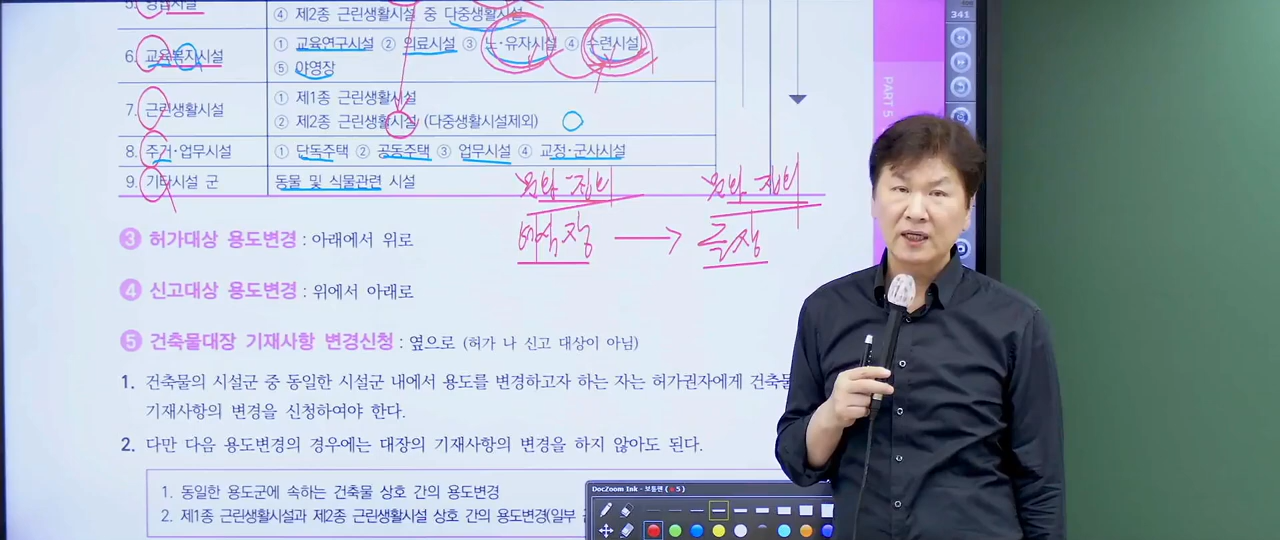 341
PART 5
④ 제2종 근린생활시설 중 다중생활시설
6. 교육복지시설
① 교육연구시설 ② 의료시설 ③ 노·유자시설 ④ 수련시설
⑤ 야영장
7. 근린생활시설
① 제1종 근린생활시설
② 제2종 근린생활시설 (다중생활시설제외)
8. 주거·업무시설
① 단독주택 ② 공동주택 ③ 업무시설 ④ 교정·군사시설
9. 기타시설 군
동물 및 식물관련 시설
❸ 허가대상 용도변경 : 아래에서 위로
❹ 신고대상 용도변경 : 위에서 아래로
❺ 건축물대장 기재사항 변경신청 : 옆으로 (허가 나 신고 대상이 아님)
1. 건축물의 시설군 중 동일한 시설군 내에서 용도를 변경하고자 하는 자는 허가권자에게 건축물
기재사항의 변경을 신청하여야 한다.
2. 다만 다음 용도변경의 경우에는 대장의 기재사항의 변경을 하지 않아도 된다.
1. 동일한 용도군에 속하는 건축물 상호 간의 용도변경
2. 제1종 근린생활시설과 제2종 근린생활시설 상호 간의 용도변경(일부
DocZoom Ink - 보통펜 ( 5 )